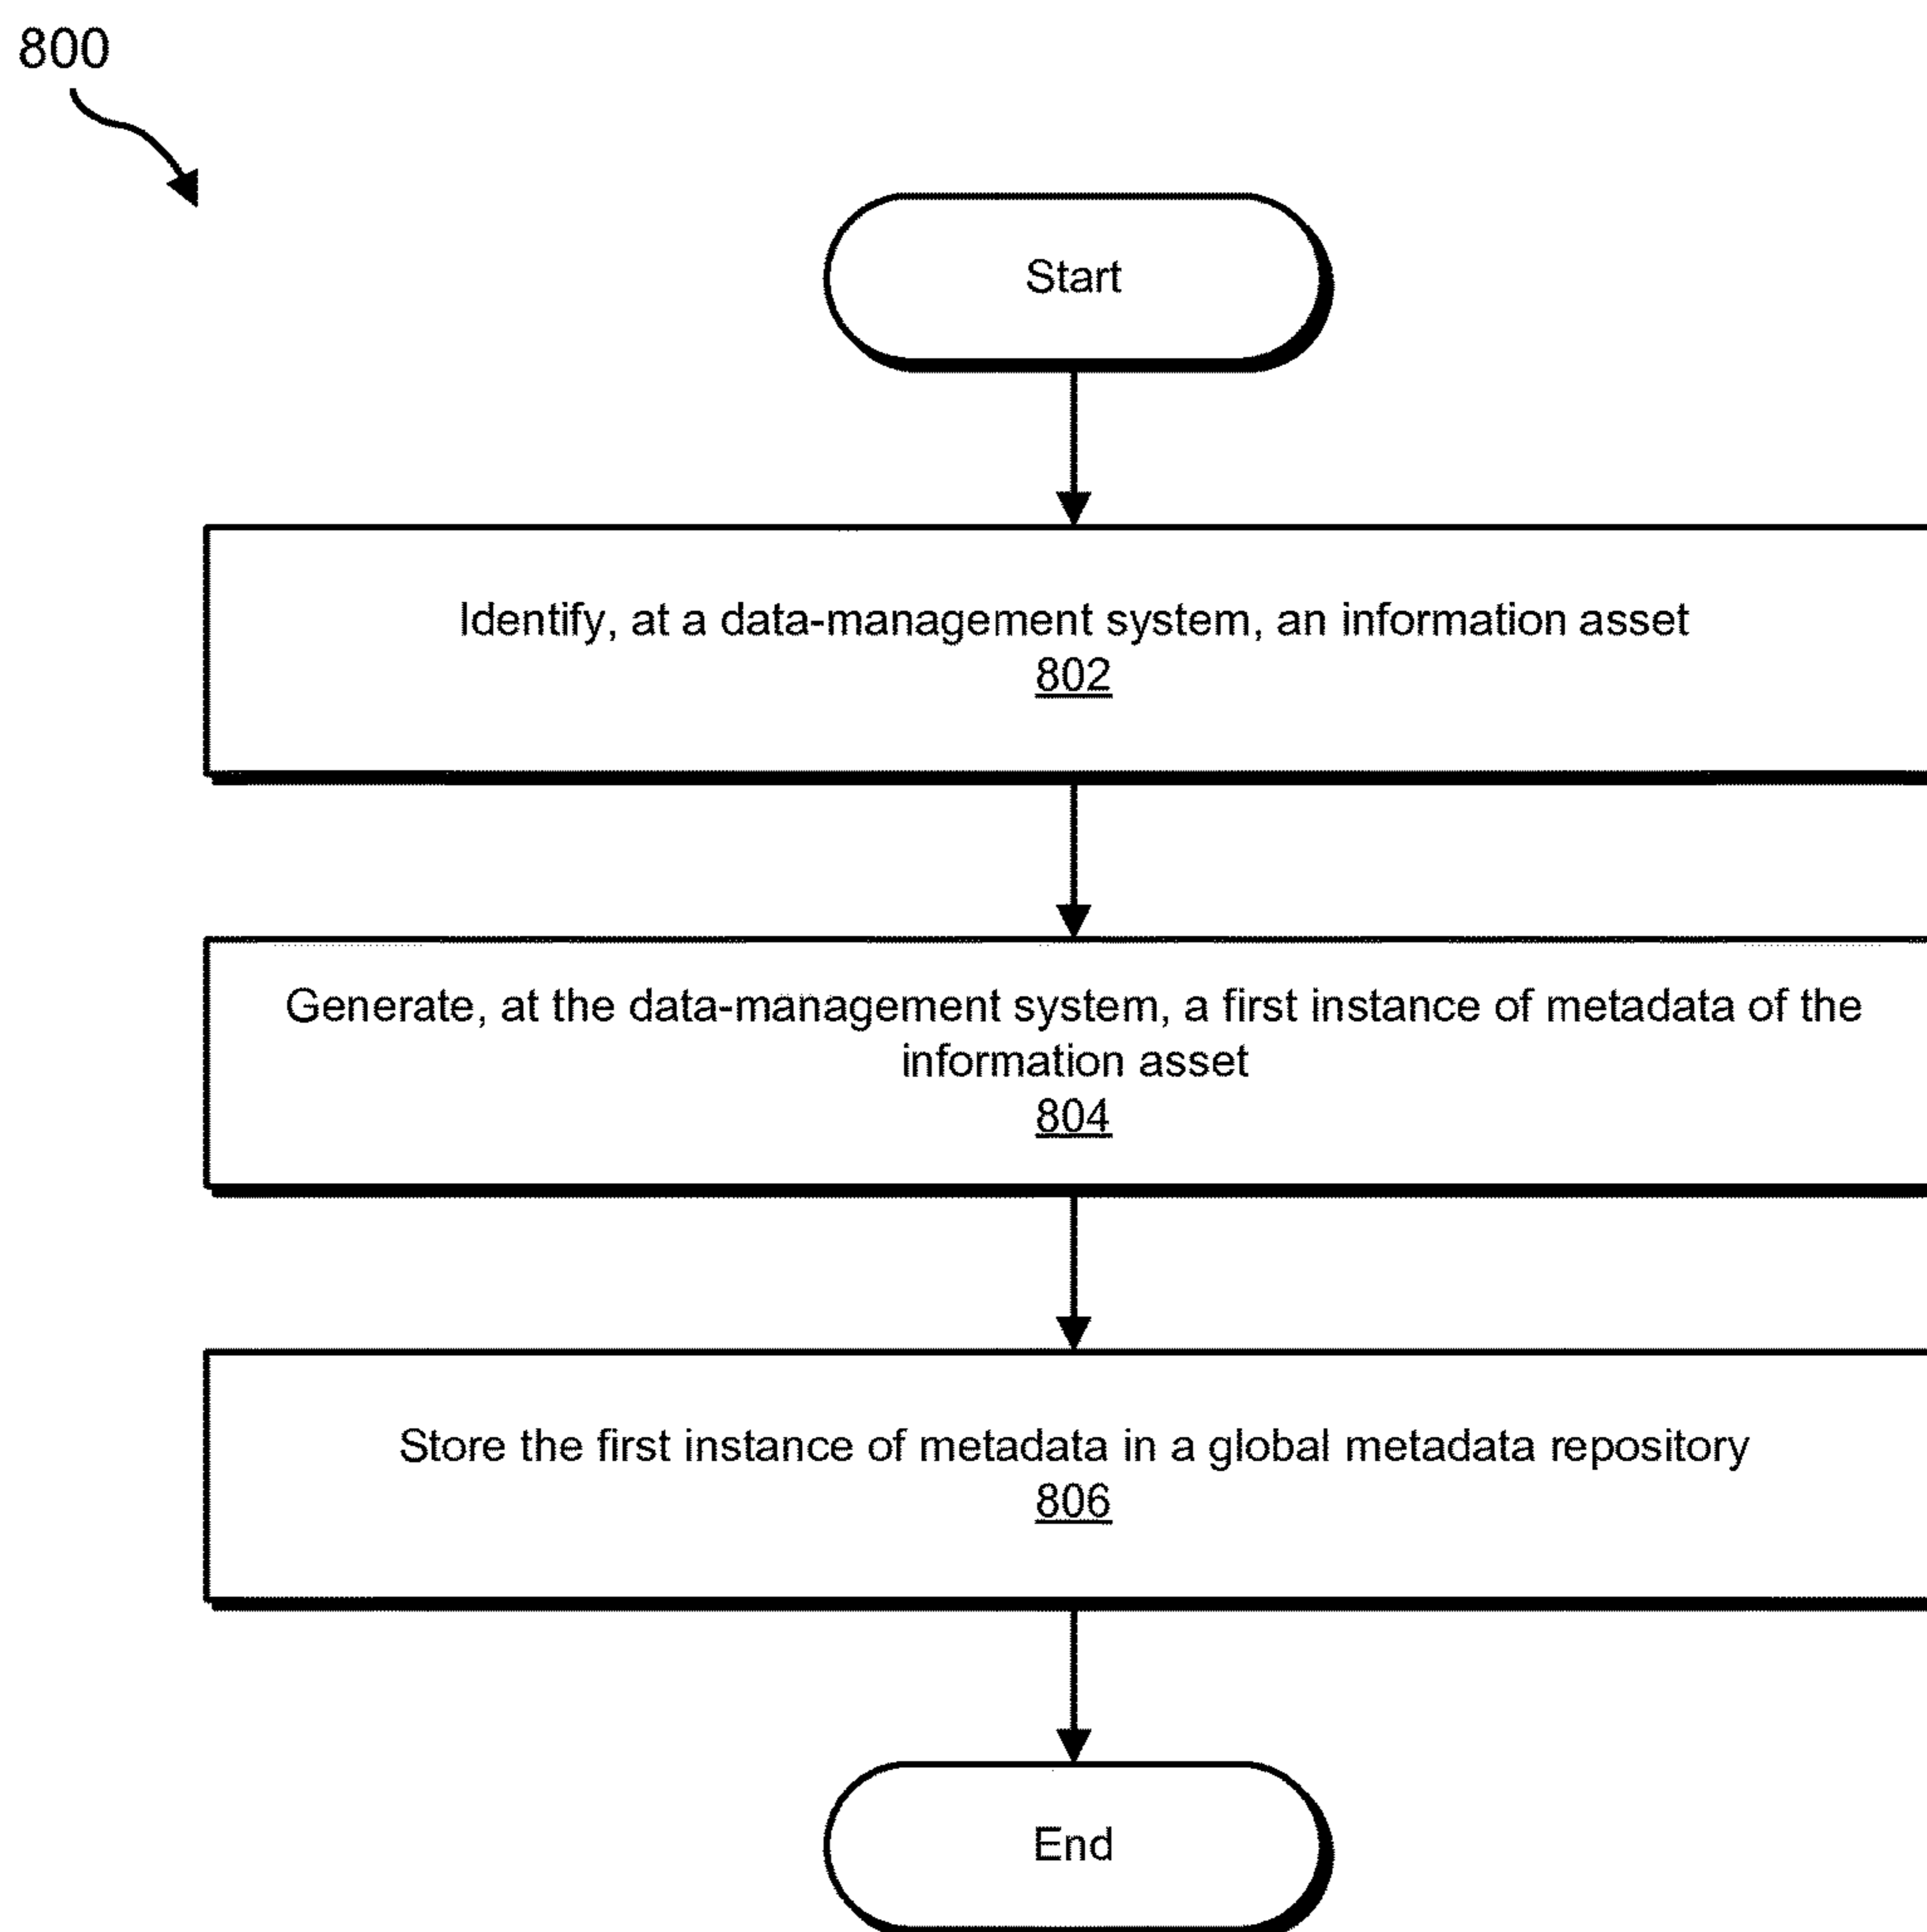 800
Start
Identify, at a data-management system, an information asset
802
Generate, at the data-management system, a first instance of metadata of the
information asset
804
Store the first instance of metadata in a global metadata repository
806
End